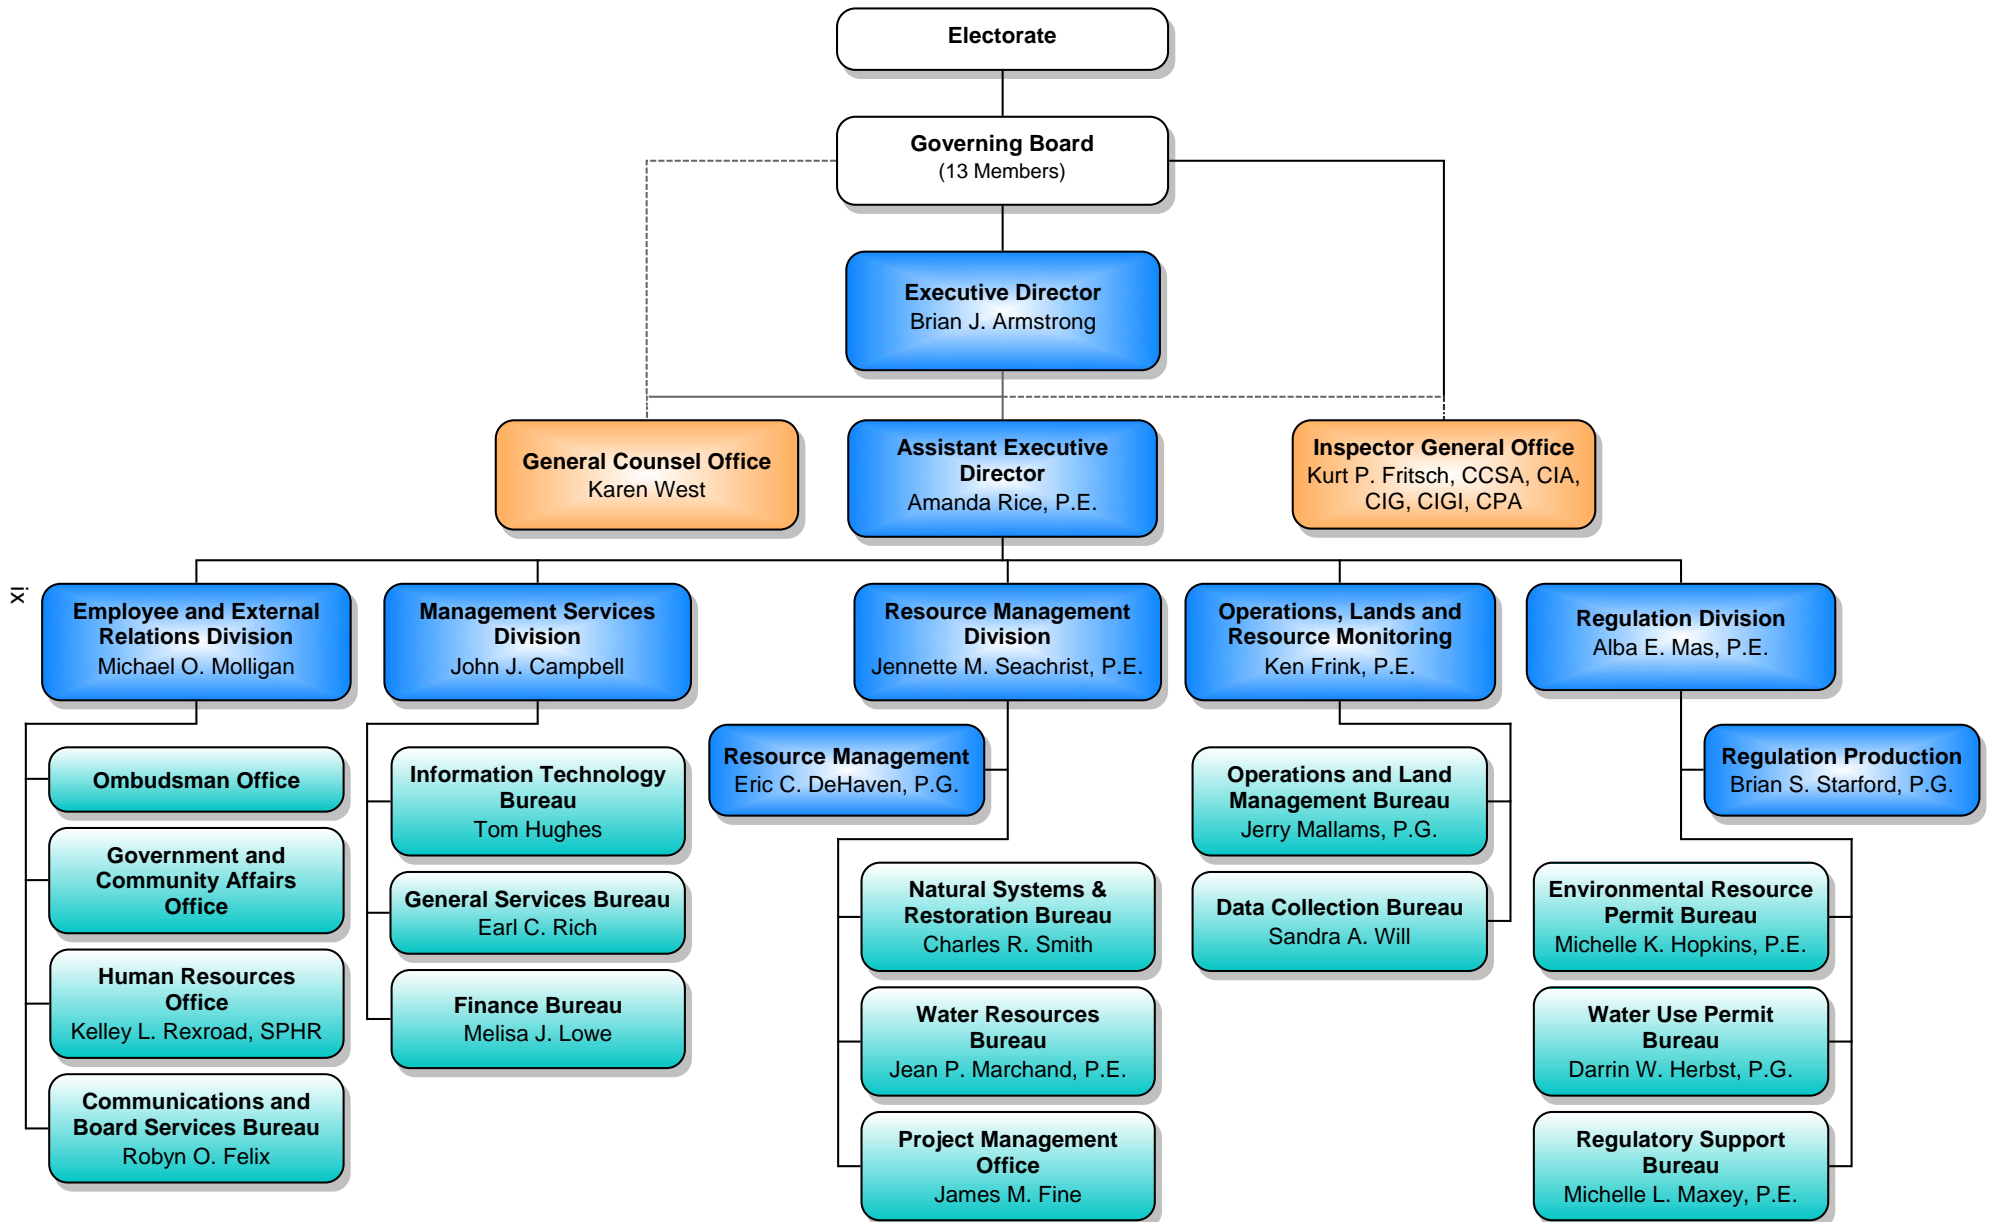 Electorate
Governing Board
(13 Members)
Executive Director
Brian J. Armstrong
General Counsel Office
Karen West
Assistant Executive
Director
Amanda Rice, P.E.
Inspector General Office
Kurt P. Fritsch, CCSA, CIA,
CIG, CIGI, CPA
ix
Employee and External
Relations Division
Michael O. Molligan
Management Services
Division
John J. Campbell
Resource Management
Division
Jennette M. Seachrist, P.E.
Operations, Lands and
Resource Monitoring
Ken Frink, P.E.
Regulation Division
Alba E. Mas, P.E.
Ombudsman Office
Government and
Community Affairs
Office
Human Resources
Office
Kelley L. Rexroad, SPHR
Communications and
Board Services Bureau
Robyn O. Felix
Information Technology
Bureau
Tom Hughes
General Services Bureau
Earl C. Rich
Finance Bureau
Melisa J. Lowe
Resource Management
Eric C. DeHaven, P.G.
Natural Systems &
Restoration Bureau
Charles R. Smith
Water Resources
Bureau
Jean P. Marchand, P.E.
Project Management
Office
James M. Fine
Operations and Land
Management Bureau
Jerry Mallams, P.G.
Data Collection Bureau
Sandra A. Will
Regulation Production
Brian S. Starford, P.G.
Environmental Resource
Permit Bureau
Michelle K. Hopkins, P.E.
Water Use Permit
Bureau
Darrin W. Herbst, P.G.
Regulatory Support
Bureau
Michelle L. Maxey, P.E.